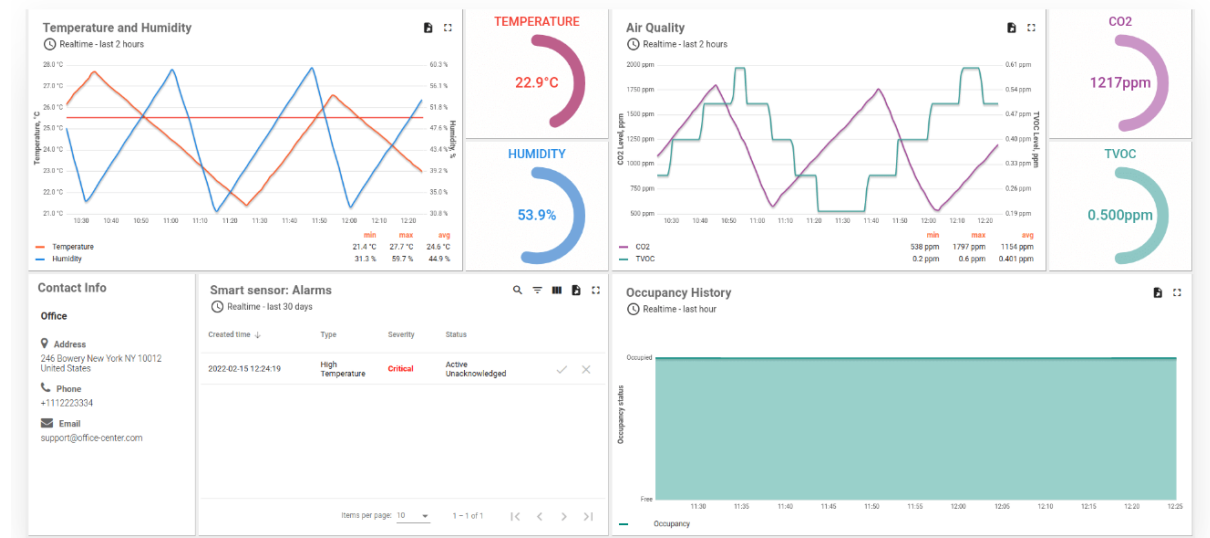 Temperature and Humidity
Realtime - last 2 hours
28.0 °C
27.0 °C
26.0 °C
25.0 °C
24.0 °C
23.0 °C
22.0 °C
21.0 °C
Temperature, °C
60.3 %
56.1 %
51.8 %
47.6 %
43.4 %
39.2 %
35.0 %
30.8 %
Humidity, %
10:30 10:40 10:50 11:00 11:10 11:20 11:30 11:40 11:50 12:00 12:10 12:20
min max avg
Temperature 21.4 °C 27.7 °C 24.6 °C
Humidity 31.3 % 59.7 % 44.9 %
TEMPERATURE
22.9°C
HUMIDITY
53.9%
Air Quality
Realtime - last 2 hours
2000 ppm
1750 ppm
1500 ppm
1250 ppm
1000 ppm
750 ppm
500 ppm
CO2 Level, ppm
0.61 ppm
0.54 ppm
0.47 ppm
0.40 ppm
0.33 ppm
0.26 ppm
0.19 ppm
TVOC Level, ppm
10:30 10:40 10:50 11:00 11:10 11:20 11:30 11:40 11:50 12:00 12:10 12:20
min max avg
CO2 538 ppm 1797 ppm 1154 ppm
TVOC 0.2 ppm 0.6 ppm 0.401 ppm
CO2
1217ppm
TVOC
0.500ppm
Contact Info
Office
Address
246 Bowery New York NY 10012
United States
Phone
+1112223334
Email
support@office-center.com
Smart sensor: Alarms
Realtime - last 30 days
Created time Type Severity Status
2022-02-15 12:24:19 High Temperature Critical Active Unacknowledged
Items per page: 10 1 – 1 of 1
Occupancy History
Realtime - last hour
Occupied
Free
Occupancy status
11:30 11:35 11:40 11:45 11:50 11:55 12:00 12:05 12:10 12:15 12:20 12:25
Occupancy